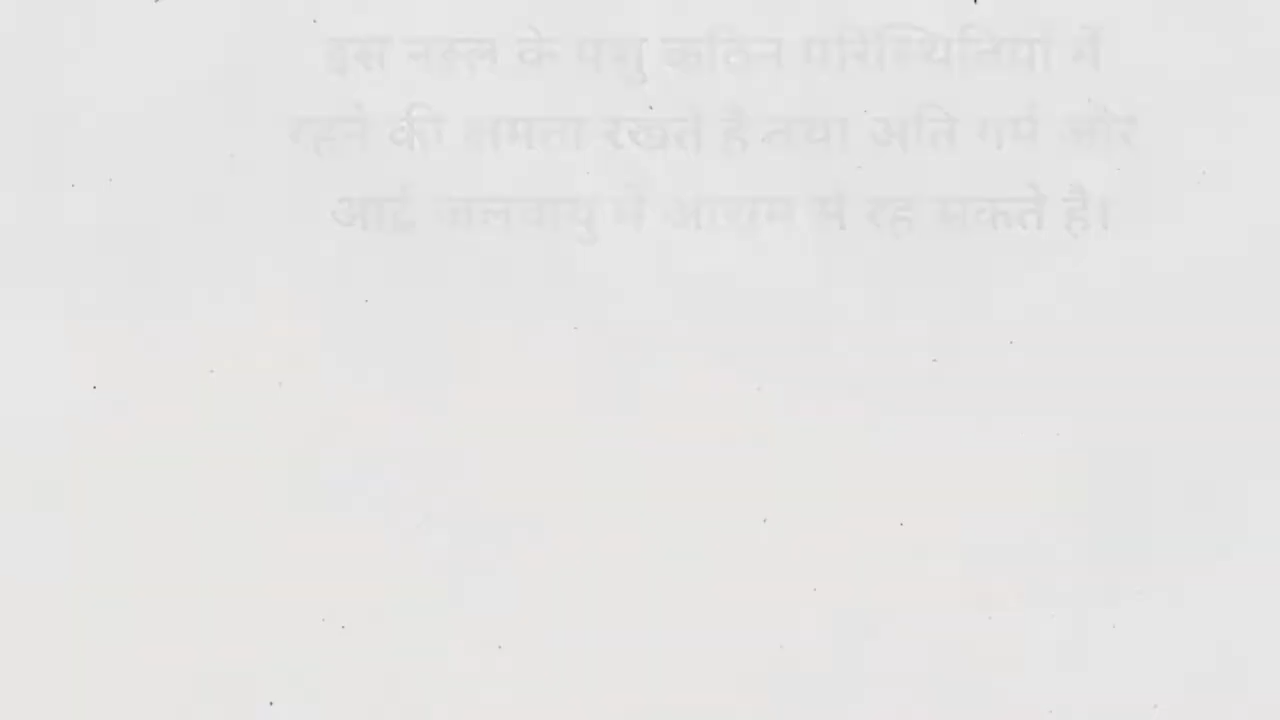 इस नस्ल के पशु कठिन परिस्थितियों में
रहने की क्षमता रखते है तथा अति गर्म और
आर्द्र जलवायु में आराम से रह सकते है।